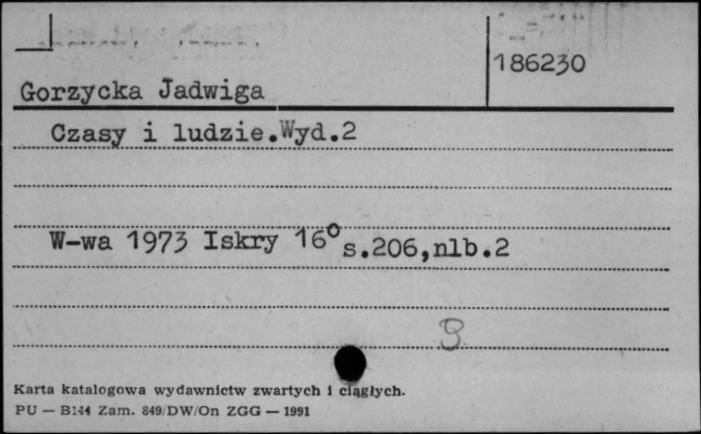 186230
Gorzycka Jadwiga
Czasy i ludzie.Wyd.2
W-wa 1973 Iskry 16° s.206,nlb.2
Karta katalogowa wydawnictw zwartych i ciągłych.
PU — B144 Zam. 849/DW/On ZGG — 1991